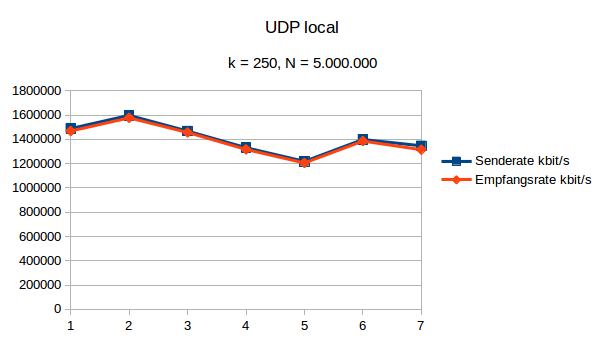 UDP local
k = 250, N = 5.000.000
1800000
1600000
1400000
1200000
1000000
800000
600000
400000
200000
0
1 2 3 4 5 6 7
Senderate kbit/s
Empfangsrate kbit/s